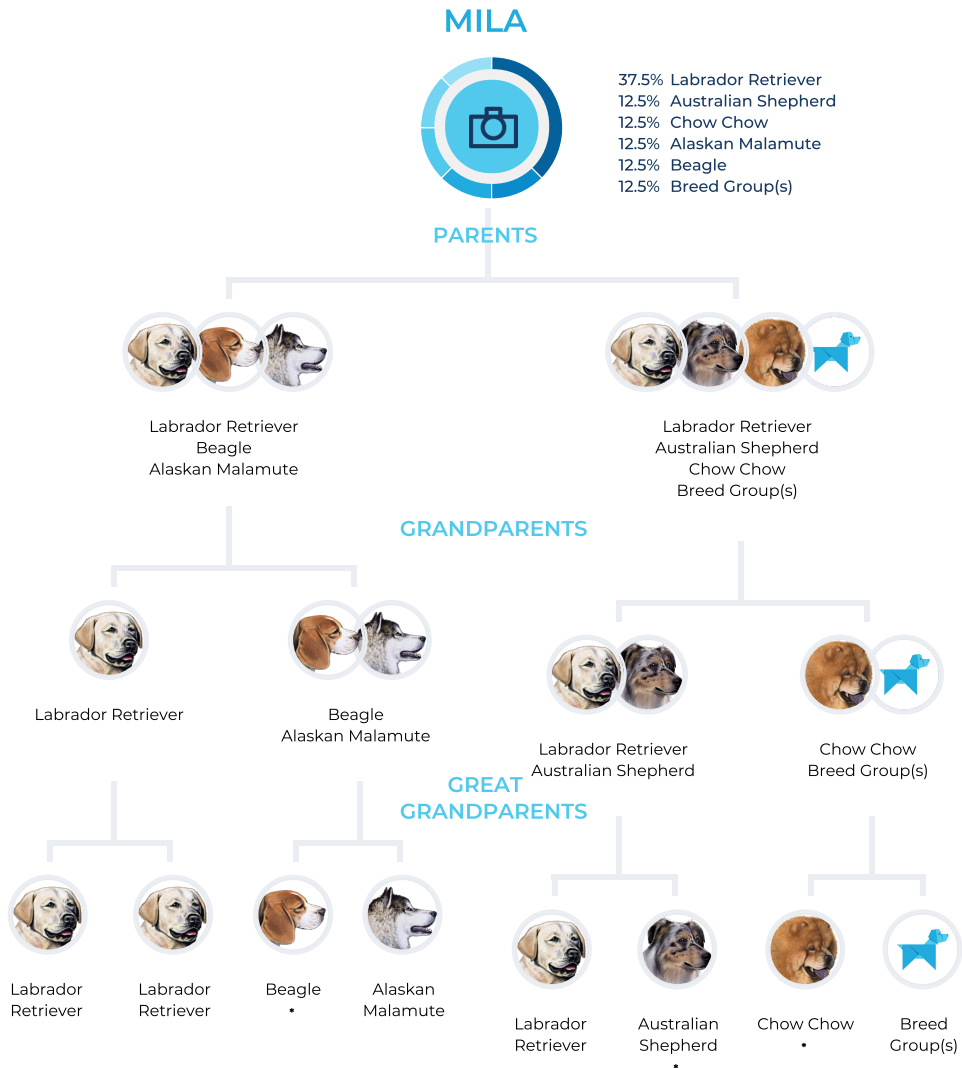 MILA
37.5% Labrador Retriever
12.5% Australian Shepherd
12.5% Chow Chow
12.5% Alaskan Malamute
12.5% Beagle
12.5% Breed Group(s)
PARENTS
Labrador Retriever
Beagle
Alaskan Malamute
Labrador Retriever
Australian Shepherd
Chow Chow
Breed Group(s)
GRANDPARENTS
Labrador Retriever
Beagle
Alaskan Malamute
Labrador Retriever
Australian Shepherd
Chow Chow
Breed Group(s)
GREAT
GRANDPARENTS
Labrador
Retriever
Labrador
Retriever
Beagle
*
Alaskan
Malamute
Labrador
Retriever
Australian
Shepherd
*
Chow Chow
*
Breed
Group(s)